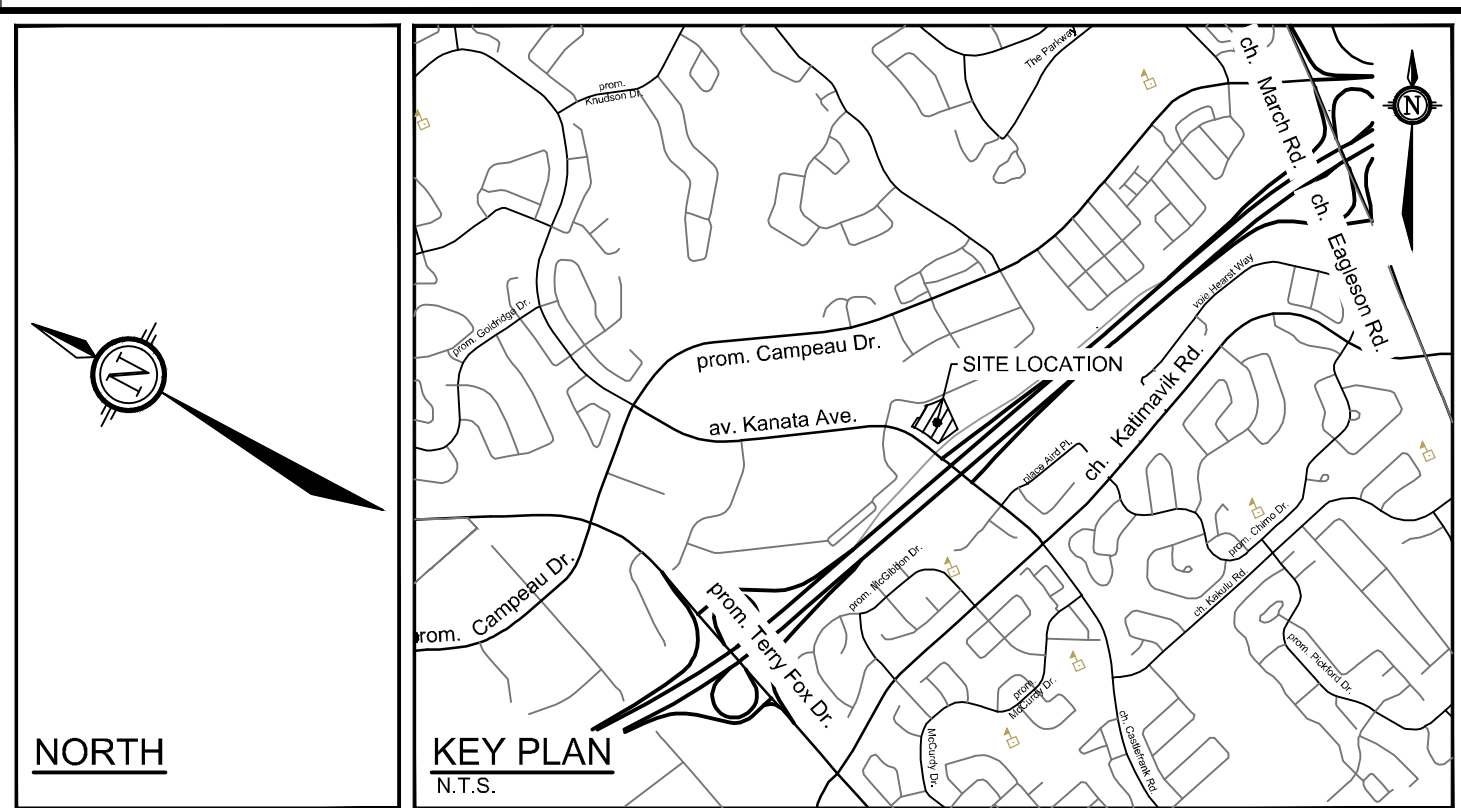 N
NORTH
prom.
Knudson Dr.
The Parkway
ch. March Rd.
N
ch. Eagleson Rd.
voie Hearst Way
prom. Goldridge Dr.
prom. Campeau Dr.
SITE LOCATION
av. Kanata Ave.
ch. Katimavik Rd.
place Aird Pl.
prom. Chimo Dr.
prom. McGibbon Dr.
ch. Kakulu Rd.
prom. Campeau Dr.
prom. Terry Fox Dr.
prom. Pickford Dr.
prom.
McCurdy Dr.
McCurdy Dr.
ch. Castlefrank Rd.
KEY PLAN
N.T.S.